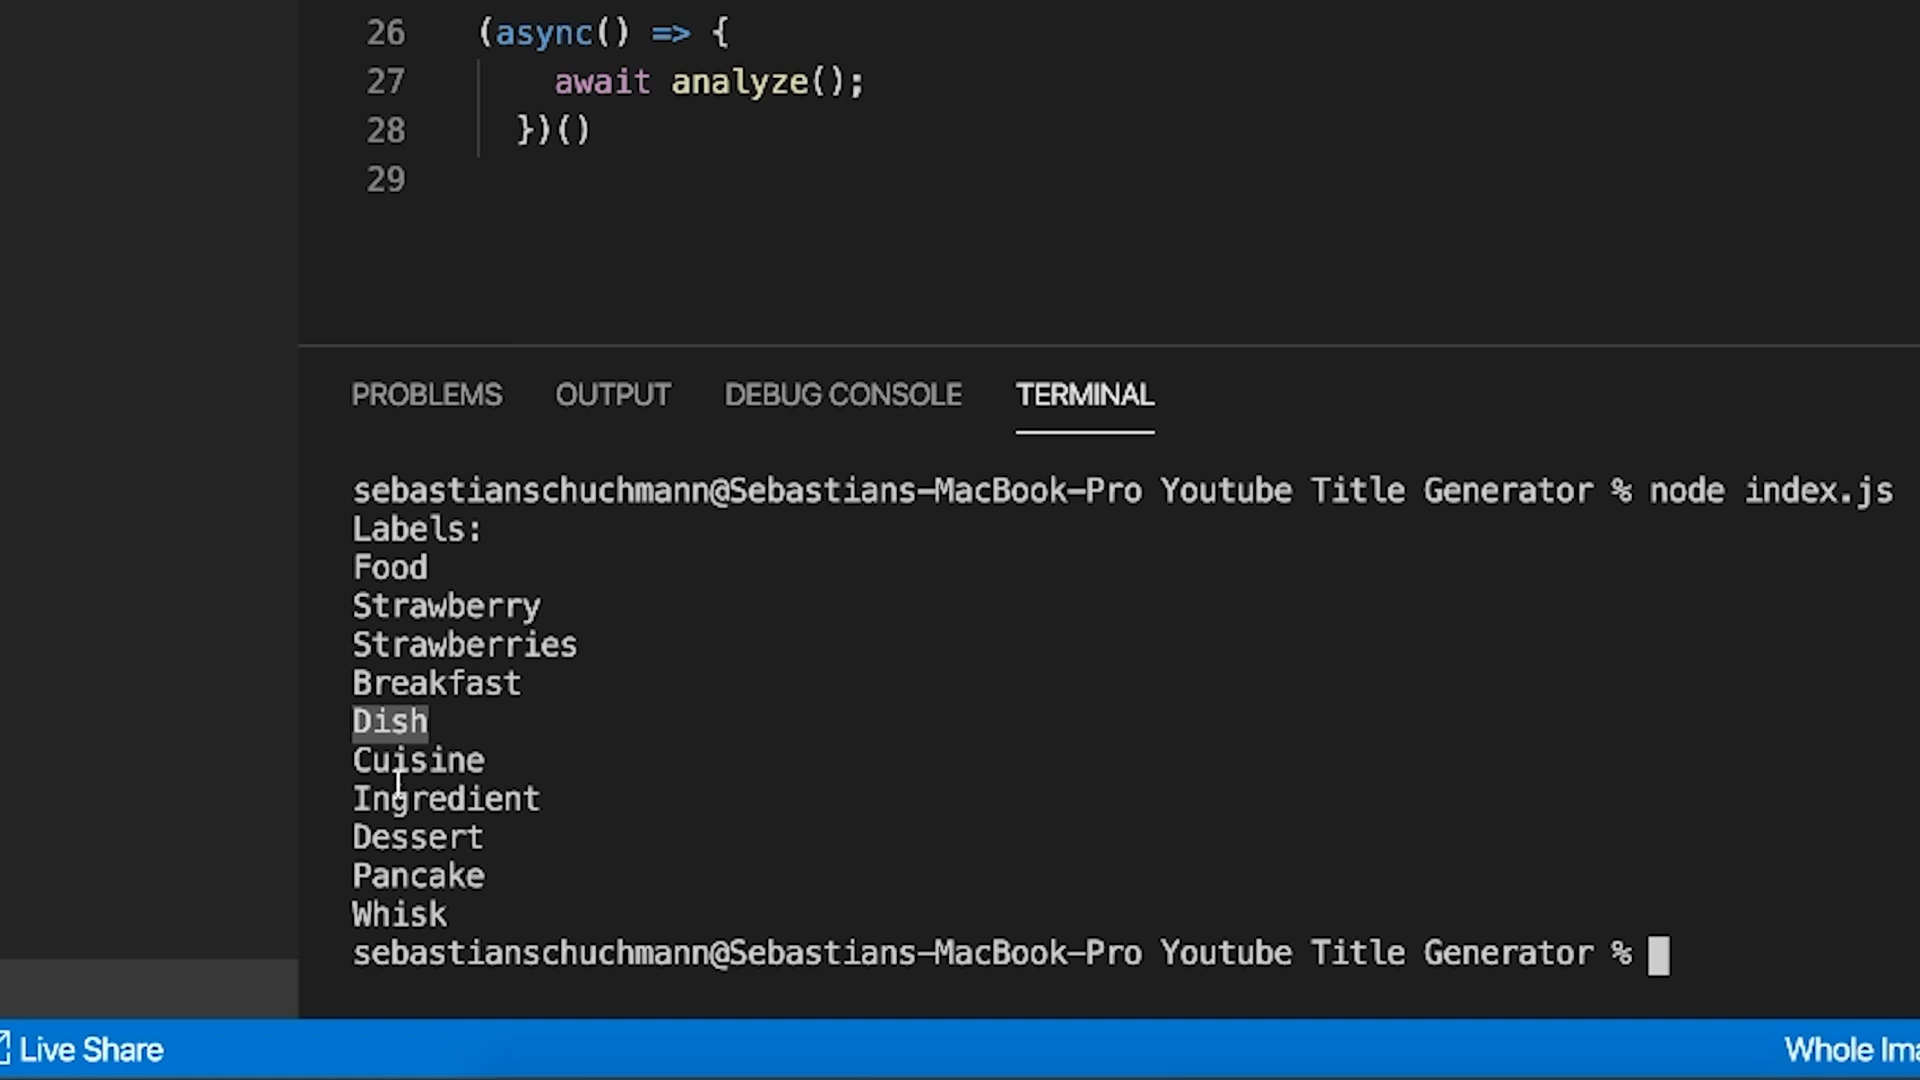 26 (async() => {
27 await analyze();
28 })()
29
PROBLEMS OUTPUT DEBUG CONSOLE TERMINAL
sebastianschuchmann@Sebastians-MacBook-Pro Youtube Title Generator % node index.js
Labels:
Food
Strawberry
Strawberries
Breakfast
Dish
Cuisine
Ingredient
Dessert
Pancake
Whisk
sebastianschuchmann@Sebastians-MacBook-Pro Youtube Title Generator %
Live Share Whole